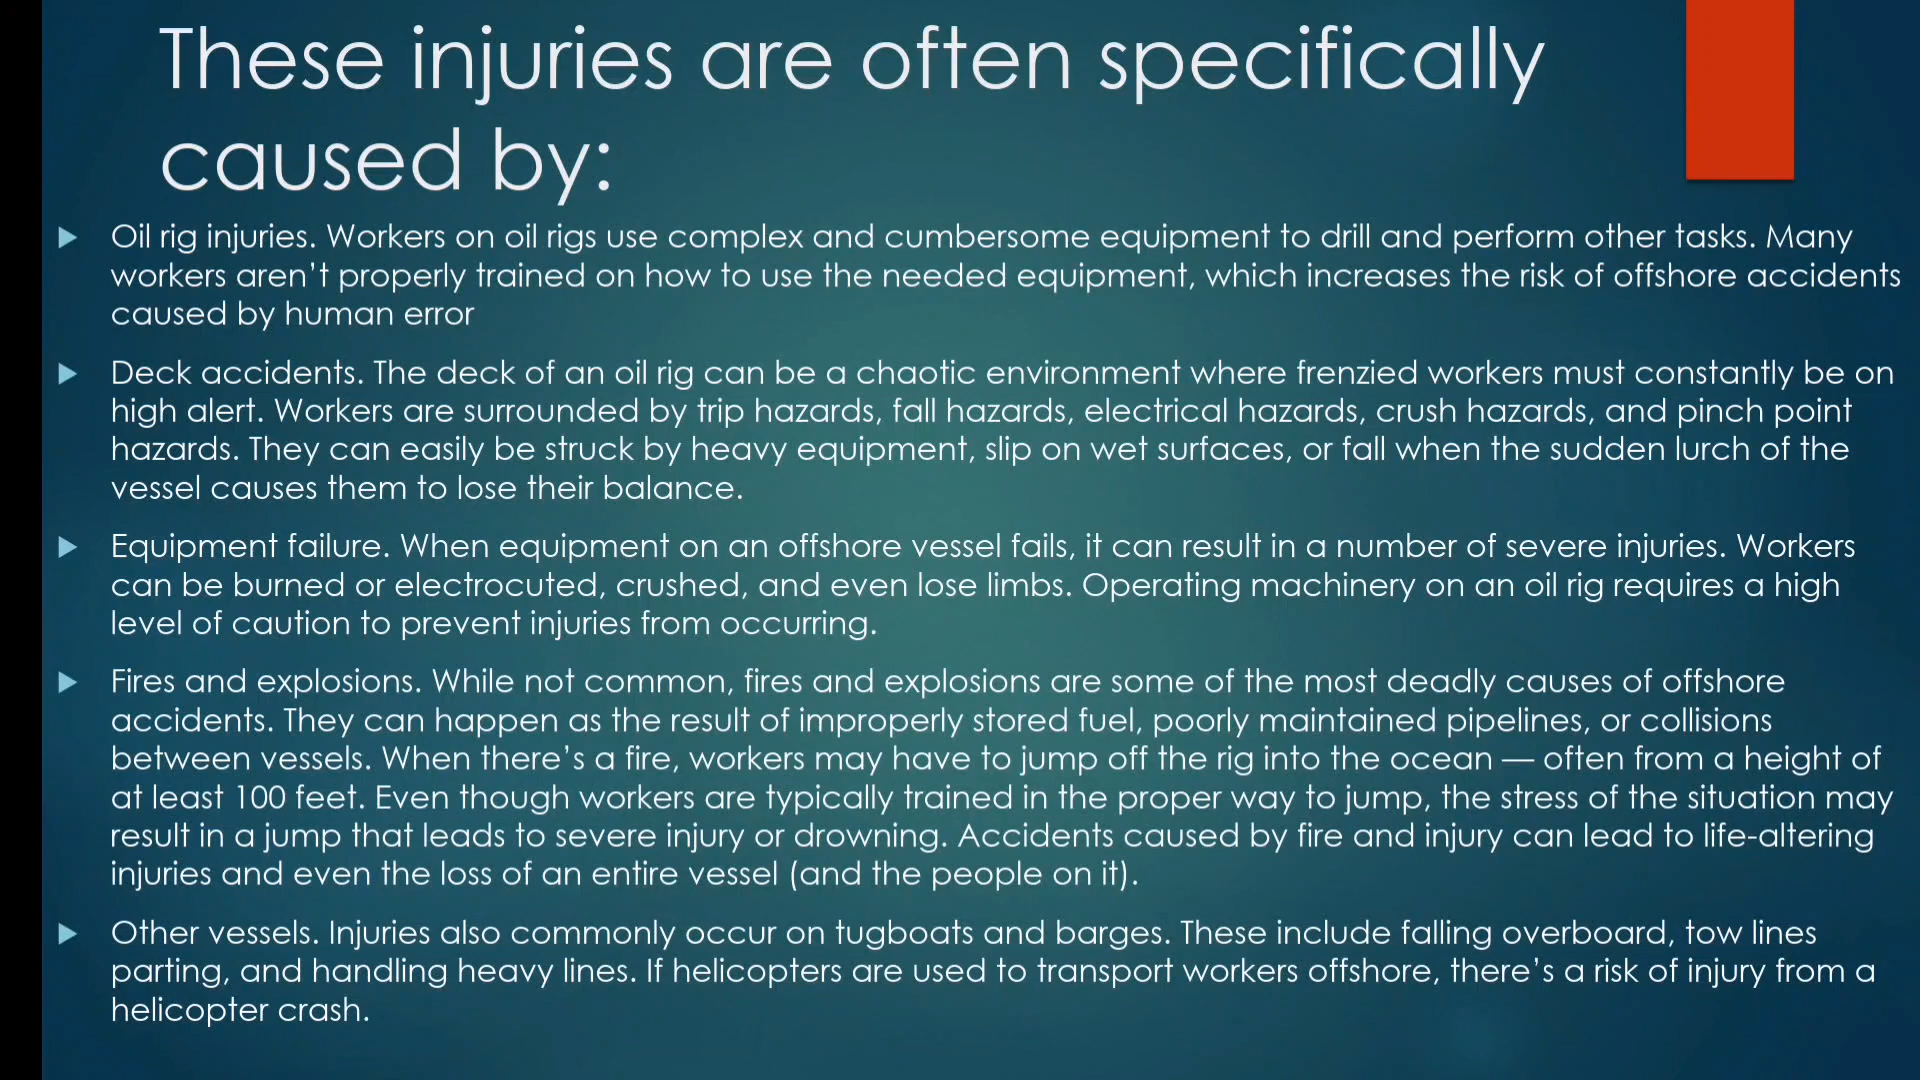 These injuries are often specifically
caused by:
Oil rig injuries. Workers on oil rigs use complex and cumbersome equipment to drill and perform other tasks. Many
workers aren’t properly trained on how to use the needed equipment, which increases the risk of offshore accidents
caused by human error
Deck accidents. The deck of an oil rig can be a chaotic environment where frenzied workers must constantly be on
high alert. Workers are surrounded by trip hazards, fall hazards, electrical hazards, crush hazards, and pinch point
hazards. They can easily be struck by heavy equipment, slip on wet surfaces, or fall when the sudden lurch of the
vessel causes them to lose their balance.
Equipment failure. When equipment on an offshore vessel fails, it can result in a number of severe injuries. Workers
can be burned or electrocuted, crushed, and even lose limbs. Operating machinery on an oil rig requires a high
level of caution to prevent injuries from occurring.
Fires and explosions. While not common, fires and explosions are some of the most deadly causes of offshore
accidents. They can happen as the result of improperly stored fuel, poorly maintained pipelines, or collisions
between vessels. When there’s a fire, workers may have to jump off the rig into the ocean — often from a height of
at least 100 feet. Even though workers are typically trained in the proper way to jump, the stress of the situation may
result in a jump that leads to severe injury or drowning. Accidents caused by fire and injury can lead to life-altering
injuries and even the loss of an entire vessel (and the people on it).
Other vessels. Injuries also commonly occur on tugboats and barges. These include falling overboard, tow lines
parting, and handling heavy lines. If helicopters are used to transport workers offshore, there’s a risk of injury from a
helicopter crash.